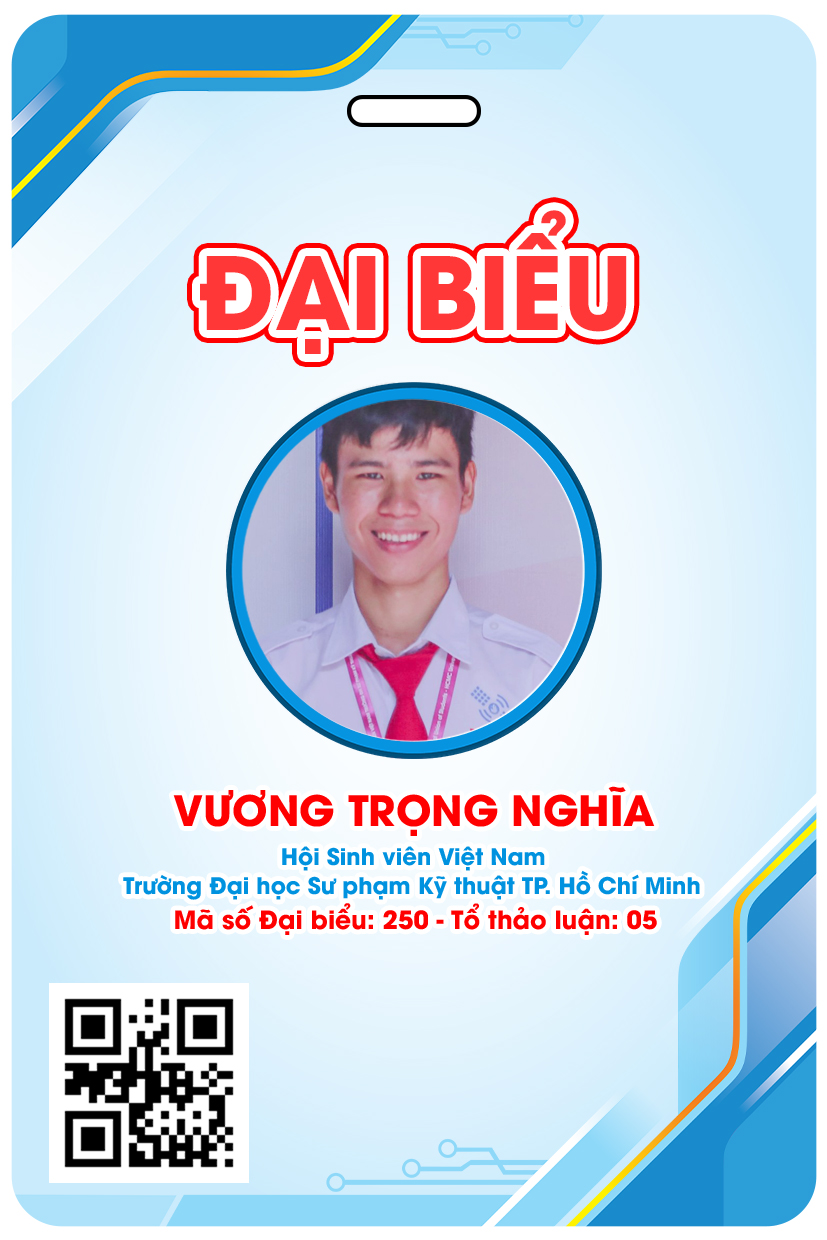 ĐẠI BIỂU
VƯƠNG TRỌNG NGHĨA
Hội Sinh viên Việt Nam
Trường Đại học Sư phạm Kỹ thuật TP. Hồ Chí Minh
Mã số Đại biểu: 250 - Tổ thảo luận: 05